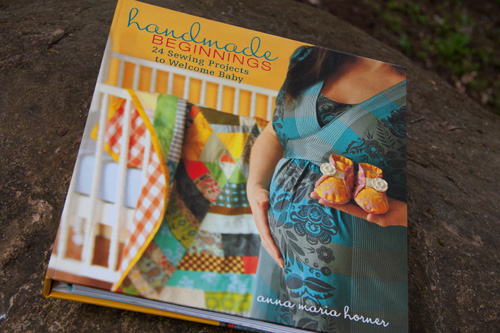 handmade
BEGINNINGS
24 Sewing Projects
to Welcome Baby
anna maria horner